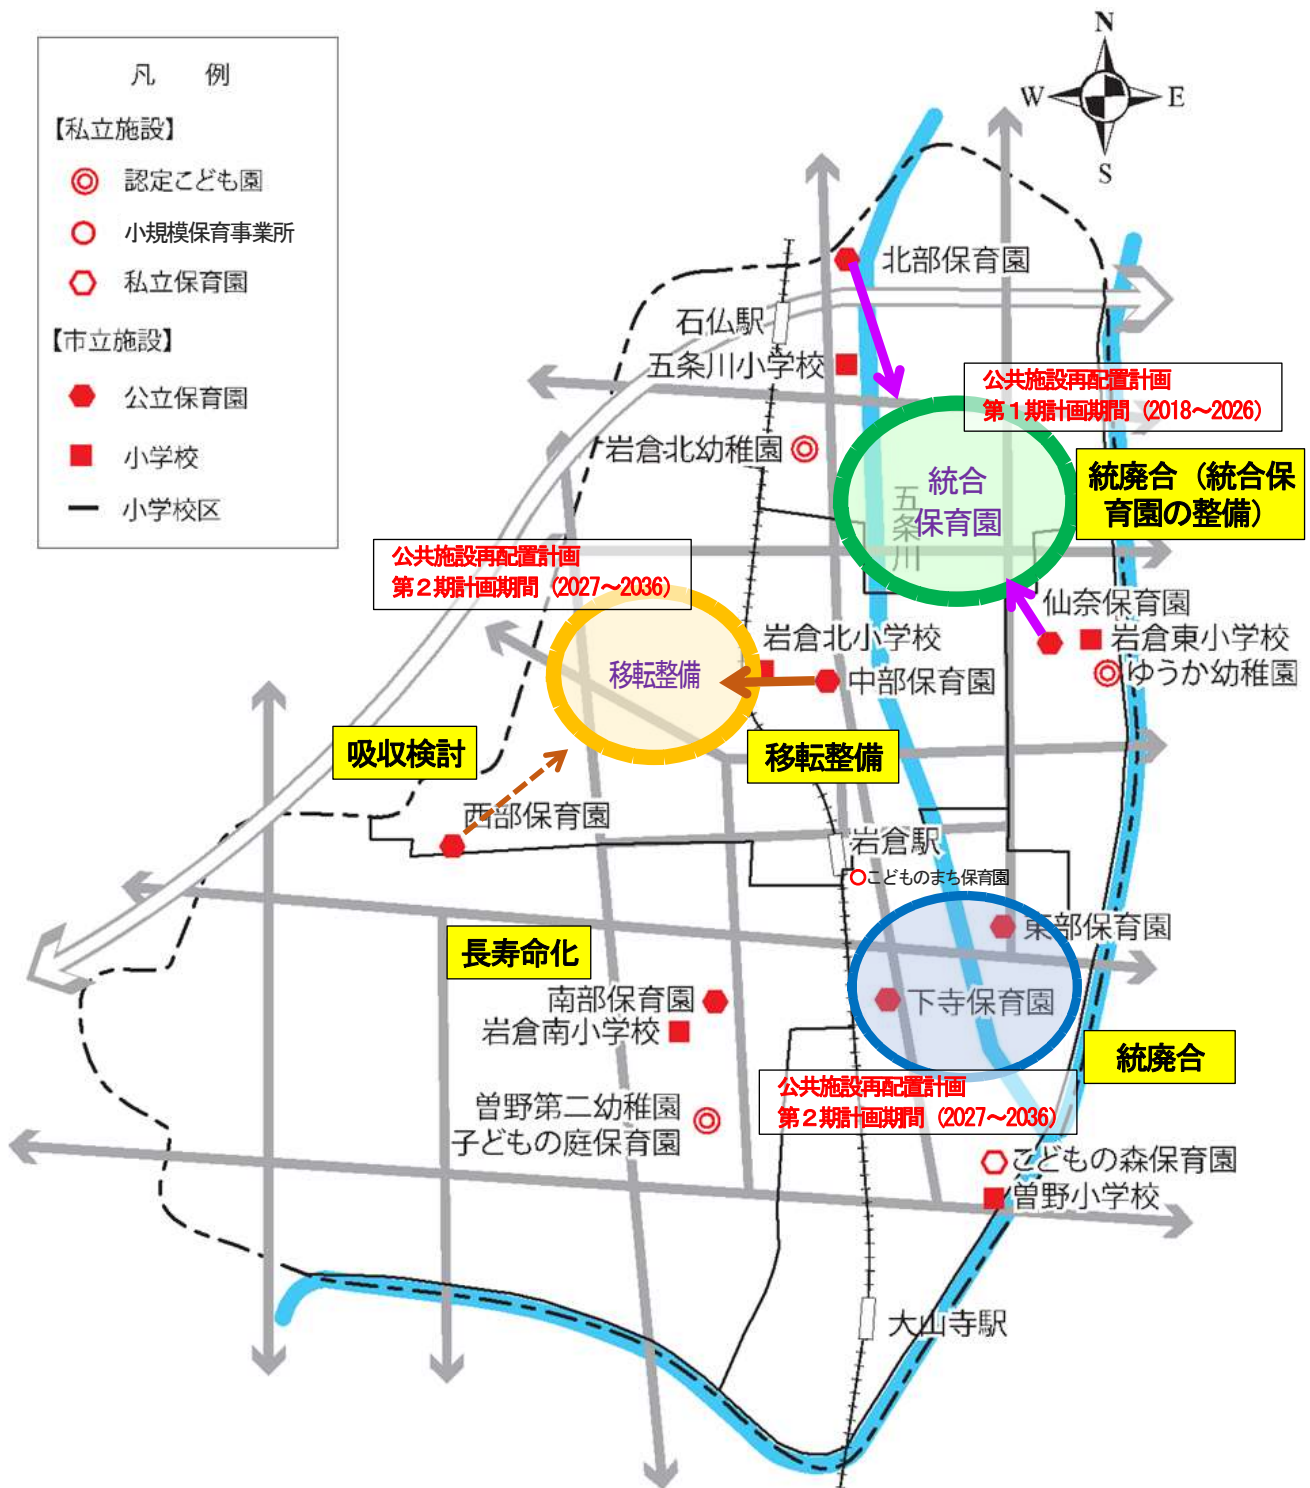 凡　例
【私立施設】
認定こども園
小規模保育事業所
私立保育園
【市立施設】
公立保育園
小学校
小学校区
N
W
E
S
北部保育園
石仏駅
五条川小学校
公共施設再配置計画
第１期計画期間（2018～2026）
岩倉北幼稚園
統合
保育園
五条川
統廃合（統合保
育園の整備）
公共施設再配置計画
第２期計画期間（2027～2036）
仙奈保育園
岩倉北小学校
岩倉東小学校
移転整備
中部保育園
ゆうか幼稚園
吸収検討
移転整備
西部保育園
岩倉駅
こどものまち保育園
東部保育園
長寿命化
南部保育園
下寺保育園
岩倉南小学校
統廃合
公共施設再配置計画
第２期計画期間（2027～2036）
曽野第二幼稚園
子どもの庭保育園
こどもの森保育園
曽野小学校
大山寺駅